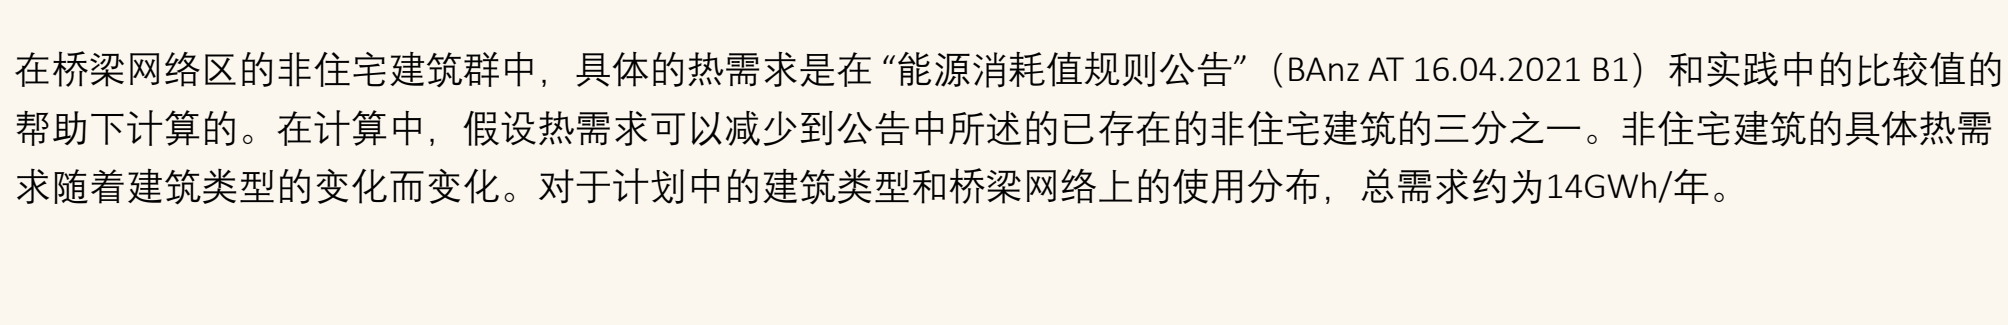 在桥梁网络区的非住宅建筑群中，具体的热需求是在 “能源消耗值规则公告”（BAnz AT 16.04.2021 B1）和实践中的比较值的
帮助下计算的。在计算中，假设热需求可以减少到公告中所述的已存在的非住宅建筑的三分之一。非住宅建筑的具体热需
求随着建筑类型的变化而变化。对于计划中的建筑类型和桥梁网络上的使用分布，总需求约为14GWh/年。